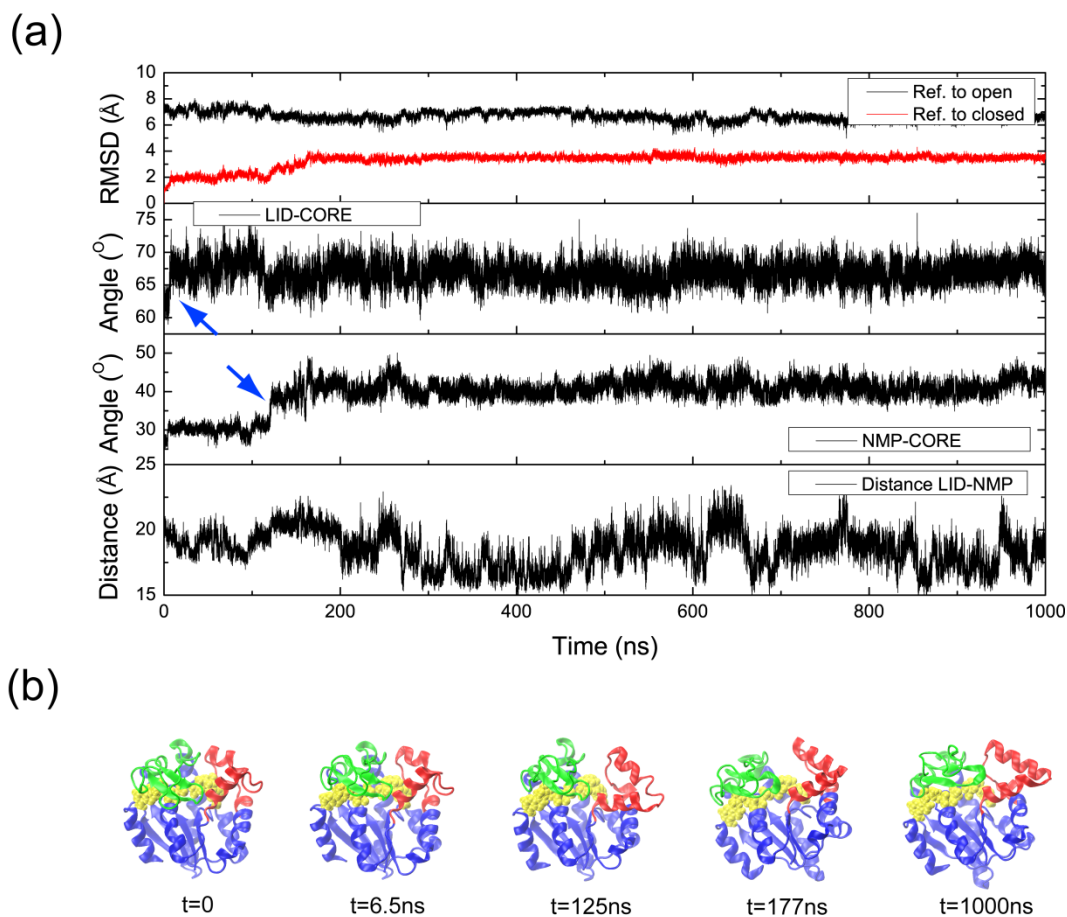 (a)
10
8
6
4
2
0
RMSD (Å)
Ref. to open
Ref. to closed
75
70
65
60
Angle (°)
LID-CORE
50
40
30
Angle (°)
NMP-CORE
25
20
15
Distance (Å)
Distance LID-NMP
0 200 400 600 800 1000
Time (ns)
(b)
t=0 t=6.5ns t=125ns t=177ns t=1000ns